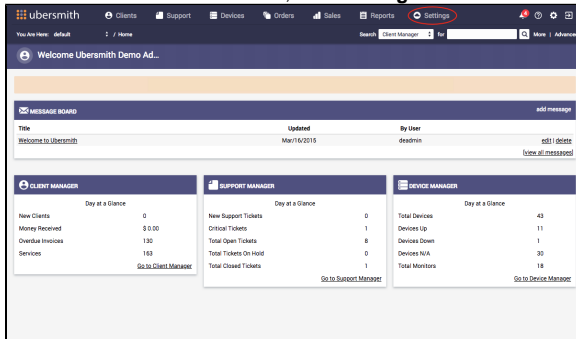 ubersmith Clients Support Devices Orders Sales Reports Settings 4
You Are Here: default / Home Search Client Manager for More | Advance
Welcome Ubersmith Demo Ad...
MESSAGE BOARD add message
Title Updated By User
Welcome to Ubersmith Mar/16/2015 deadmin edit | delete
[view all messages]
CLIENT MANAGER SUPPORT MANAGER DEVICE MANAGER
Day at a Glance Day at a Glance Day at a Glance
New Clients 0 New Support Tickets 0 Total Devices 43
Money Received $ 0.00 Critical Tickets 1 Devices Up 11
Overdue Invoices 130 Total Open Tickets 8 Devices Down 1
Services 163 Total Tickets On Hold 0 Devices N/A 30
Go to Client Manager Total Closed Tickets 1 Total Monitors 18
Go to Support Manager Go to Device Manager